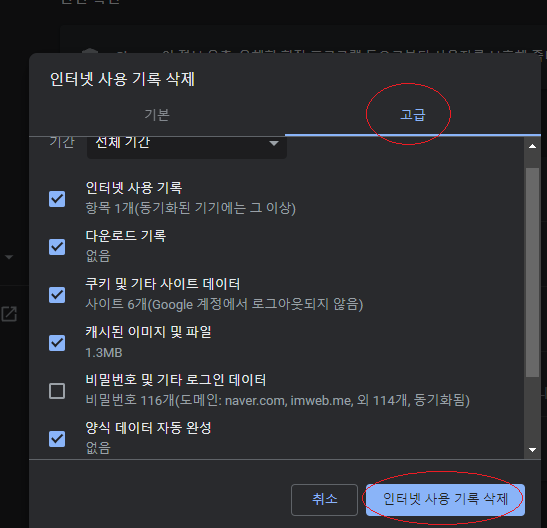 인터넷 사용 기록 삭제
기본 고급
기간 전체 기간
인터넷 사용 기록
항목 1개(동기화된 기기에는 그 이상)
다운로드 기록
없음
쿠키 및 기타 사이트 데이터
사이트 6개(Google 계정에서 로그아웃되지 않음)
캐시된 이미지 및 파일
1.3MB
비밀번호 및 기타 로그인 데이터
비밀번호 116개(도메인: naver.com, imweb.me, 외 114개, 동기화됨)
양식 데이터 자동 완성
없음
취소 인터넷 사용 기록 삭제